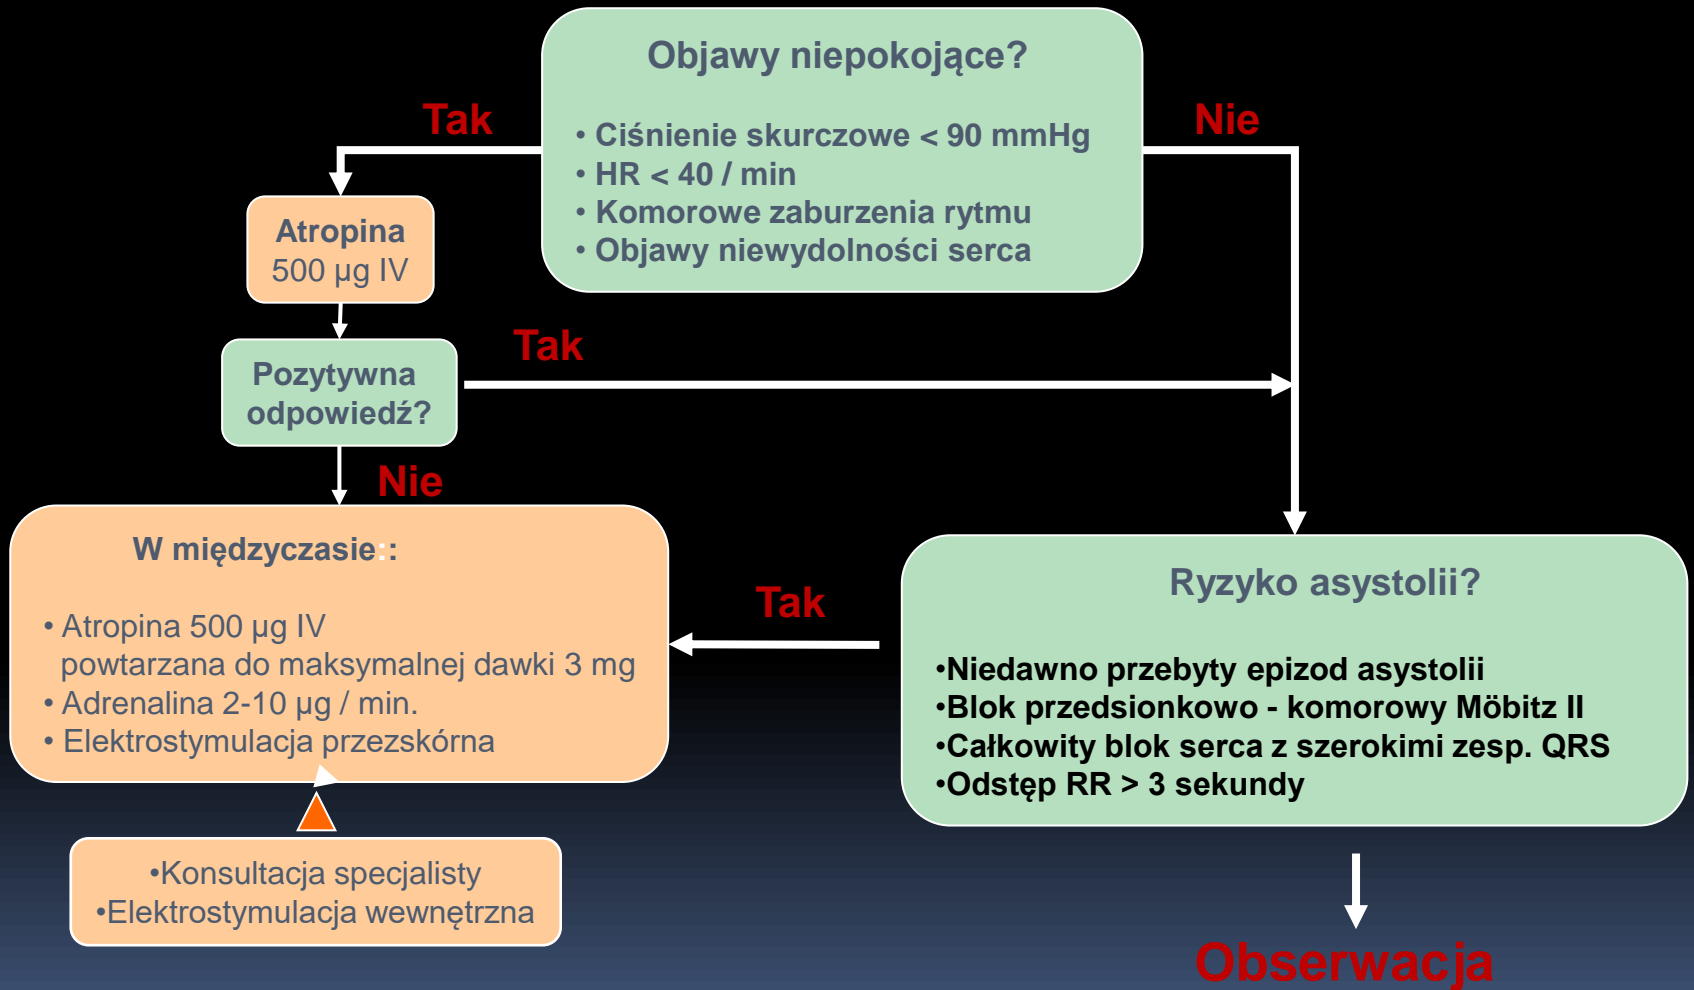 Objawy niepokojące?
• Ciśnienie skurczowe < 90 mmHg
• HR < 40 / min
• Komorowe zaburzenia rytmu
• Objawy niewydolności serca
Tak
Nie
Atropina
500 µg IV
Pozytywna
odpowiedź?
Tak
Nie
W międzyczasie::
• Atropina 500 µg IV
powtarzana do maksymalnej dawki 3 mg
• Adrenalina 2-10 µg / min.
• Elektrostymulacja przezskórna
Tak
Ryzyko asystolii?
•Niedawno przebyty epizod asystolii
•Blok przedsionkowo - komorowy Möbitz II
•Całkowity blok serca z szerokimi zesp. QRS
•Odstęp RR > 3 sekundy
•Konsultacja specjalisty
•Elektrostymulacja wewnętrzna
Obserwacja